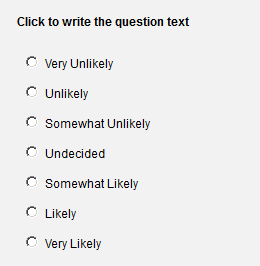 Click to write the question text
Very Unlikely
Unlikely
Somewhat Unlikely
Undecided
Somewhat Likely
Likely
Very Likely